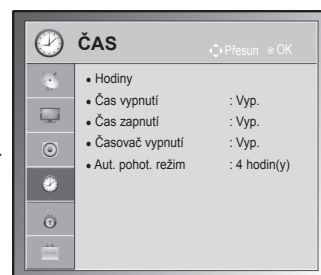 ČAS
Přesun OK
• Hodiny
• Čas vypnutí : Vyp.
• Čas zapnutí : Vyp.
• Časovač vypnutí : Vyp.
• Aut. pohot. režim : 4 hodin(y)